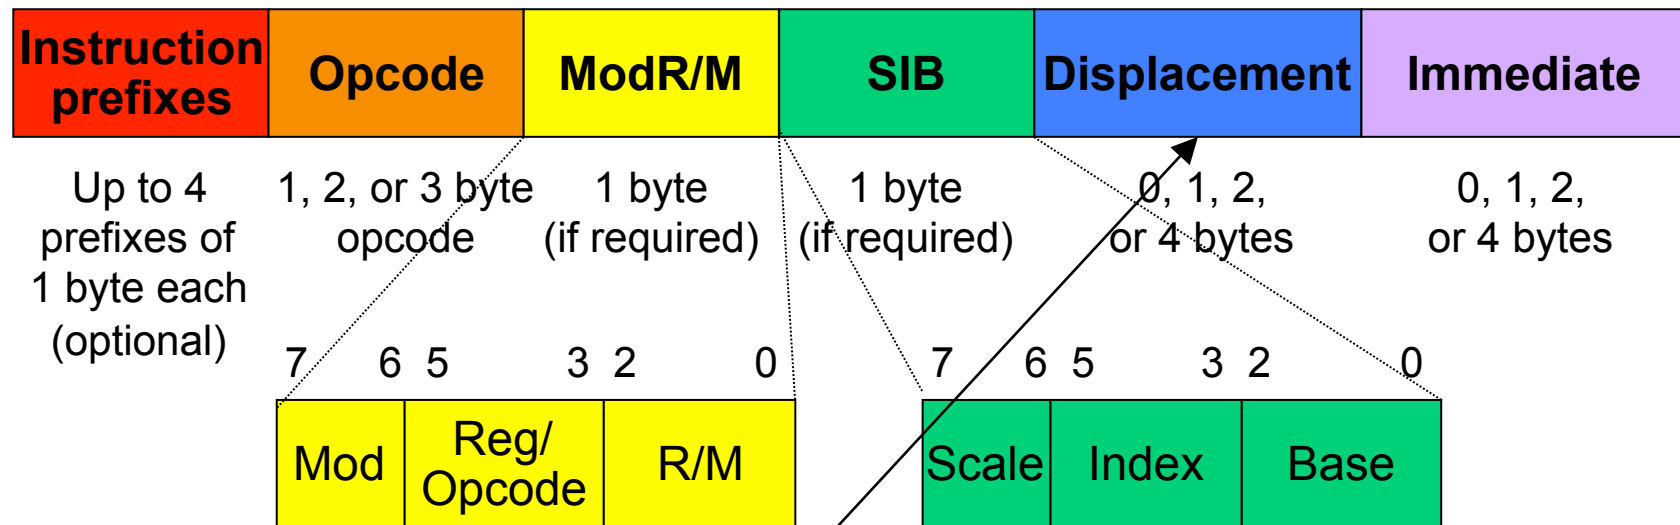 Instruction
prefixes
Opcode
ModR/M
SIB
Displacement
Immediate
Up to 4
prefixes of
1 byte each
(optional)
1, 2, or 3 byte
opcode
1 byte
(if required)
1 byte
(if required)
0, 1, 2,
or 4 bytes
0, 1, 2,
or 4 bytes
7 6 5 3 2 0
7 6 5 3 2 0
Mod
Reg/
Opcode
R/M
Scale
Index
Base